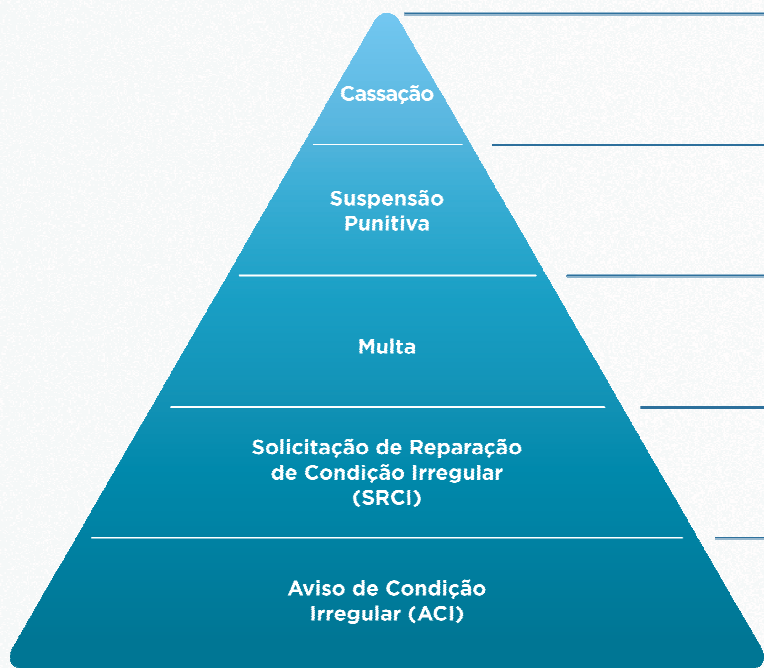 Cassação
Suspensão
Punitiva
Multa
Solicitação de Reparação
de Condição Irregular
(SRCI)
Aviso de Condição
Irregular (ACI)